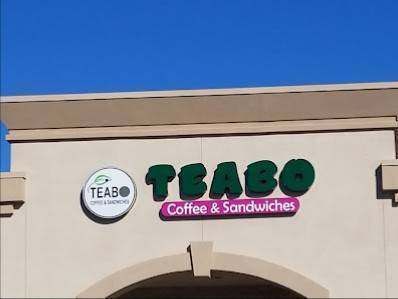 TEABO
COFFEE & SANDWICHES
TEABO
Coffee & Sandwiches